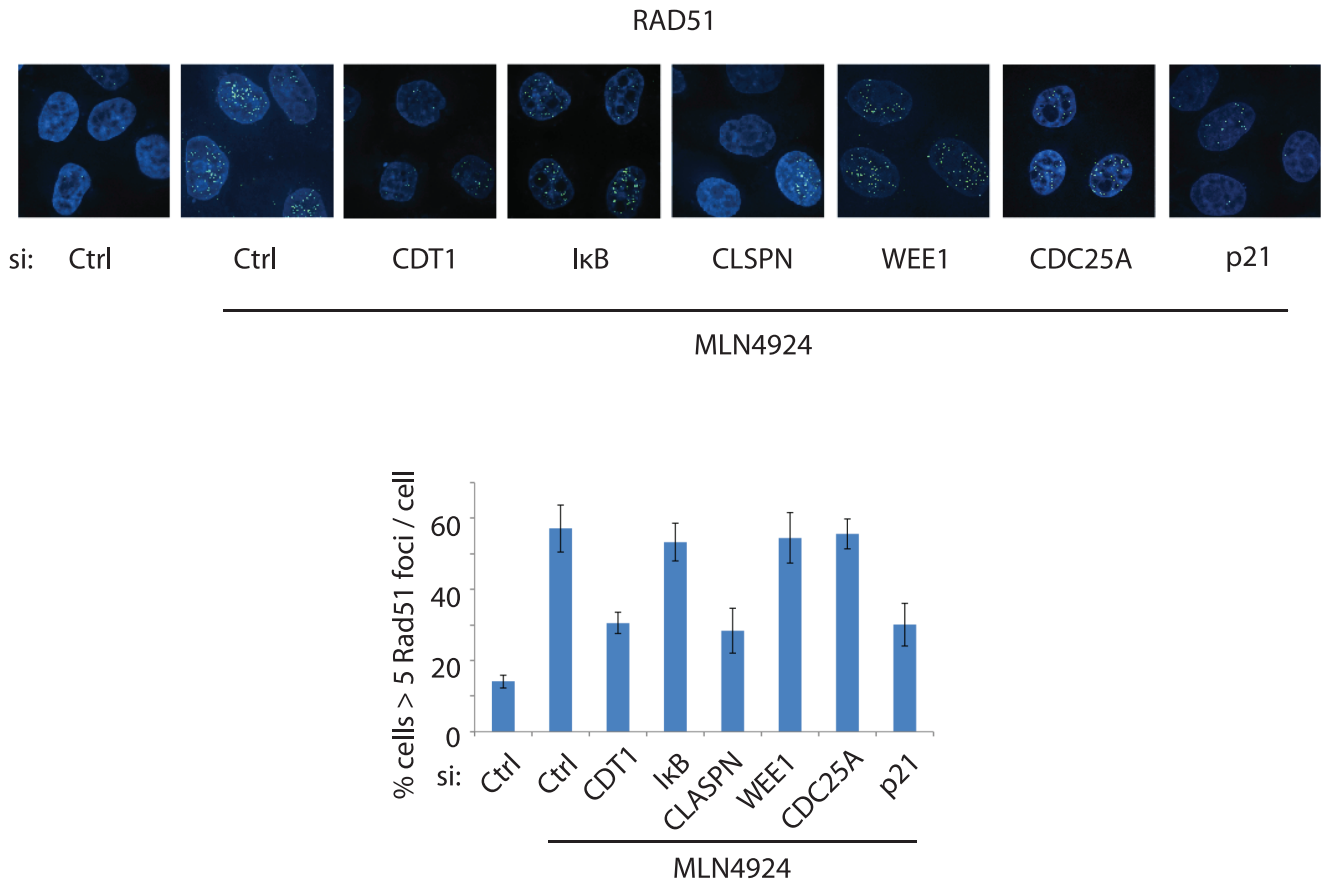 RAD51
si: Ctrl Ctrl CDT1 IκB CLSPN WEE1 CDC25A p21
MLN4924
% cells > 5 Rad51 foci / cell
60
40
20
0
si: Ctrl Ctrl CDT1 IκB CLASPN WEE1 CDC25A p21
MLN4924